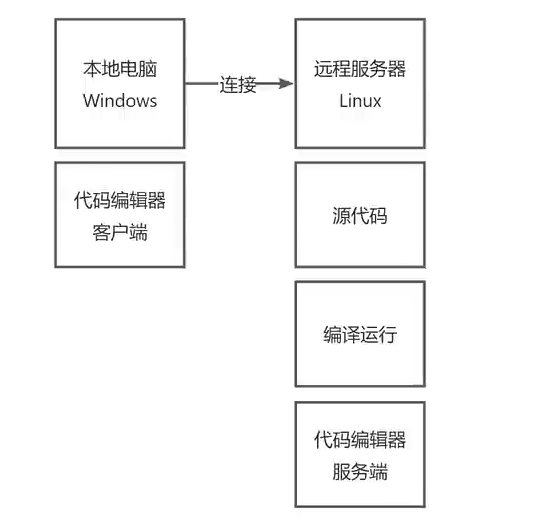 本地电脑
Windows
连接
远程服务器
Linux
代码编辑器
客户端
源代码
编译运行
代码编辑器
服务端